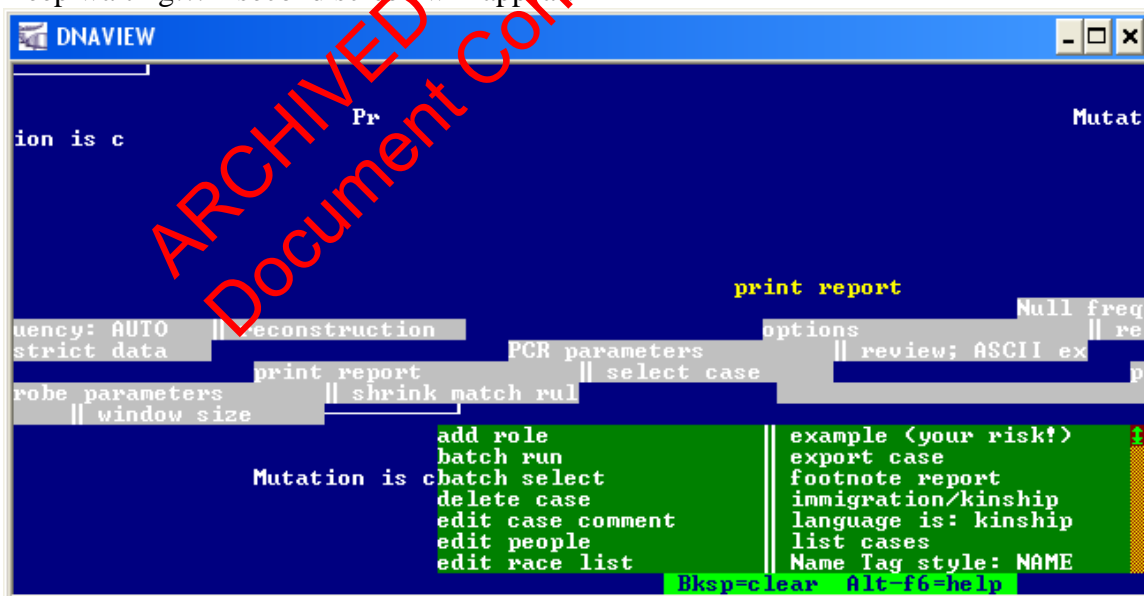 DNAVIEW
Pr Mutat
ion is c
print report
Null freq
uency: AUTO || reconstruction options || re
strict data PCR parameters || review; ASCII ex
print report || select case p
robe parameters || shrink match rul
|| window size
add role || example (your risk!)
batch run || export case
Mutation is c batch select || footnote report
delete case || immigration/kinship
edit case comment || language is: kinship
edit people || list cases
edit race list || Name Tag style: NAME
Bksp=clear Alt-f6=help
ARCHIVED
Document Con